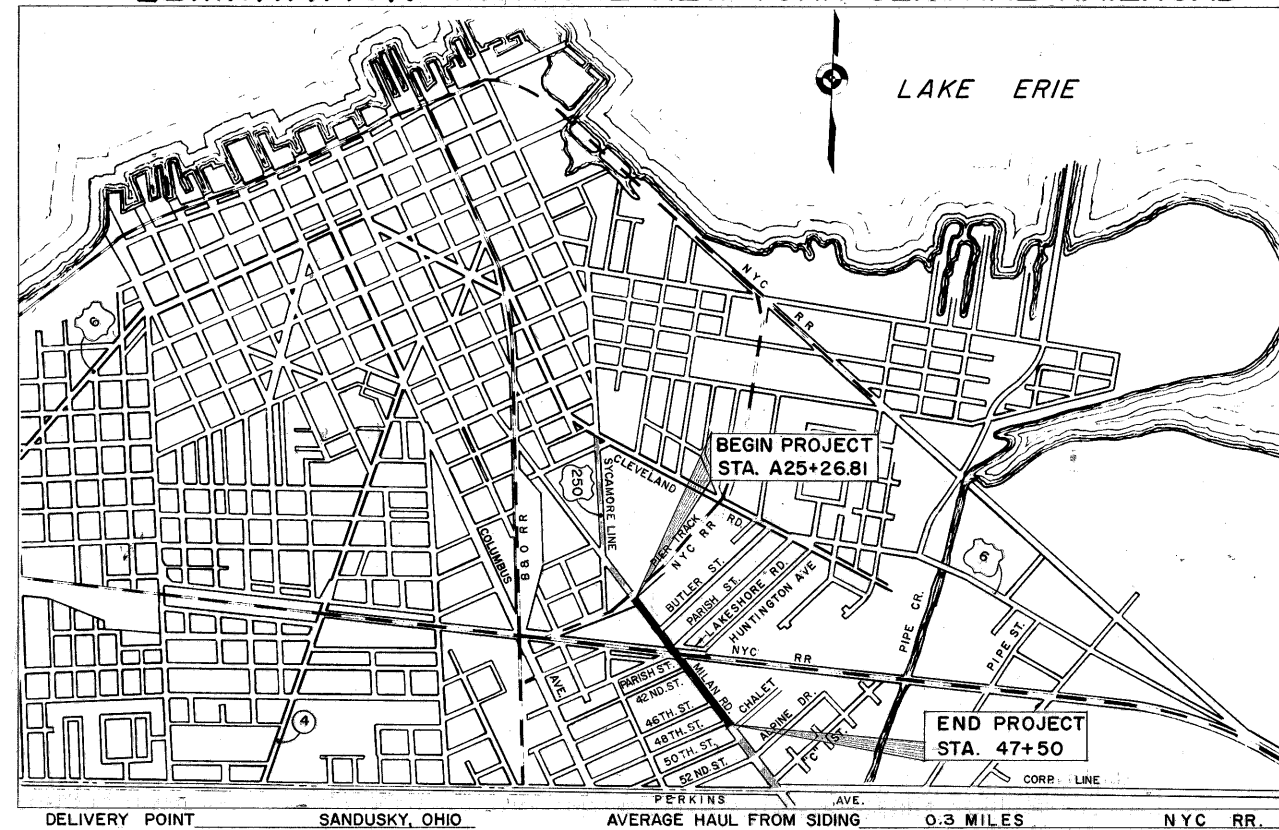 LAKE ERIE
NYC
RR
6
BEGIN PROJECT
STA. A25+26.81
CLEVELAND
RD.
250
SYCAMORE LINE
PIER TRACK
NYC RR
COLUMBUS
AVE.
B&O RR
BUTLER ST.
PARISH ST.
LAKESHORE RD.
HUNTINGTON AVE
6
PIPE CR.
PIPE ST.
NYC RR
PARISH ST.
42 ND. ST.
46 TH. ST.
48 TH. ST.
50 TH. ST.
52 ND. ST.
MILAN RD.
CHALET
ALPINE DR.
"C" ST.
4
END PROJECT
STA. 47+50
CORP. LINE
PERKINS AVE.
DELIVERY POINT SANDUSKY, OHIO AVERAGE HAUL FROM SIDING 0.3 MILES NYC RR.